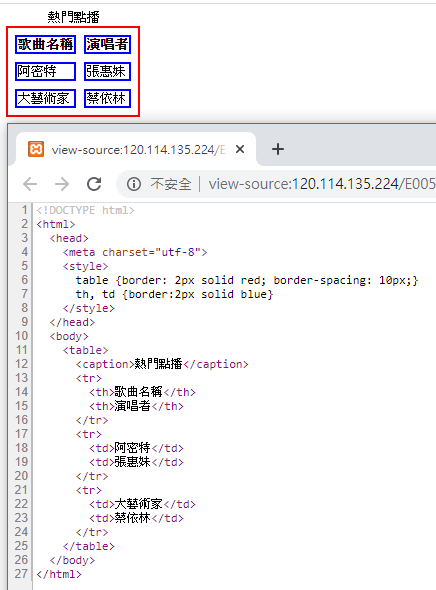 熱門點播
歌曲名稱 演唱者
阿密特 張惠妹
大藝術家 蔡依林
view-source:120.114.135.224/E
不安全 | view-source:120.114.135.224/E005
1 <!DOCTYPE html>
2 <html>
3 <head>
4 <meta charset="utf-8">
5 <style>
6 table {border: 2px solid red; border-spacing: 10px;}
7 th, td {border:2px solid blue}
8 </style>
9 </head>
10 <body>
11 <table>
12 <caption>熱門點播</caption>
13 <tr>
14 <th>歌曲名稱</th>
15 <th>演唱者</th>
16 </tr>
17 <tr>
18 <td>阿密特</td>
19 <td>張惠妹</td>
20 </tr>
21 <tr>
22 <td>大藝術家</td>
23 <td>蔡依林</td>
24 </tr>
25 </table>
26 </body>
27 </html>